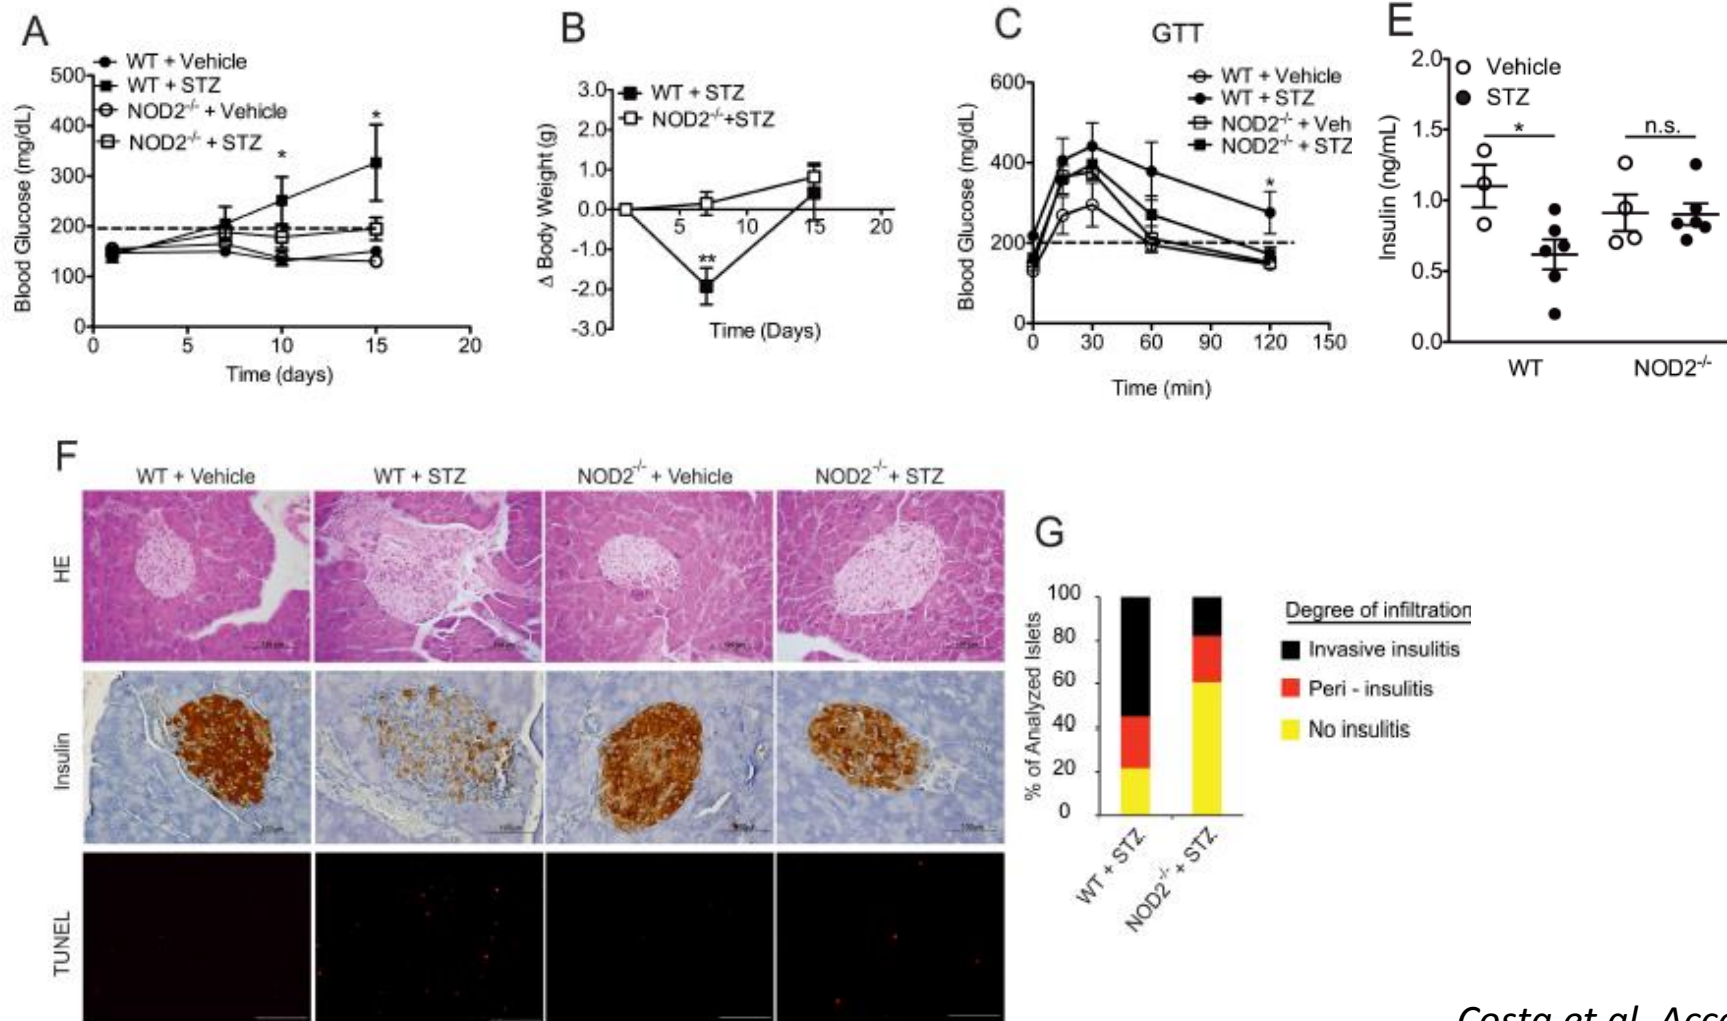 A
WT + Vehicle
WT + STZ
NOD2-/- + Vehicle
NOD2-/- + STZ
Blood Glucose (mg/dL)
500
400
300
200
100
0
*
*
0 5 10 15 20
Time (days)
B
WT + STZ
NOD2-/-+STZ
Δ Body Weight (g)
3.0
2.0
1.0
0.0
-1.0
-2.0
-3.0
5 10 15 20
**
Time (Days)
C
GTT
WT + Vehicle
WT + STZ
NOD2-/- + Veh
NOD2-/- + STZ
Blood Glucose (mg/dL)
600
400
200
0
*
0 30 60 90 120 150
Time (min)
E
Vehicle
STZ
Insulin (ng/mL)
2.0
1.5
1.0
0.5
0.0
*
n.s.
WT NOD2-/-
F
WT + Vehicle WT + STZ NOD2-/- + Vehicle NOD2-/- + STZ
HE
Insulin
TUNEL
G
% of Analyzed Islets
100
80
60
40
20
0
WT + STZ.
NOD2-/- + STZ.
Degree of infiltration
Invasive insulitis
Peri - insulitis
No insulitis
Costa et al. Acce